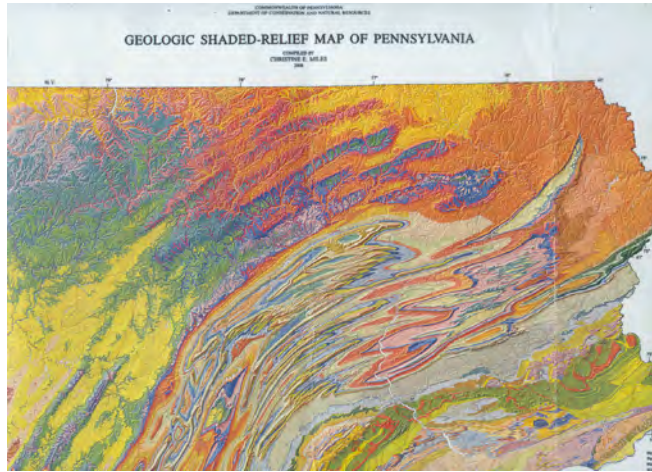 COMMONWEALTH OF PENNSYLVANIA
DEPARTMENT OF CONSERVATION AND NATURAL RESOURCES
GEOLOGIC SHADED-RELIEF MAP OF PENNSYLVANIA
COMPILED BY
CHRISTINE E. MILES